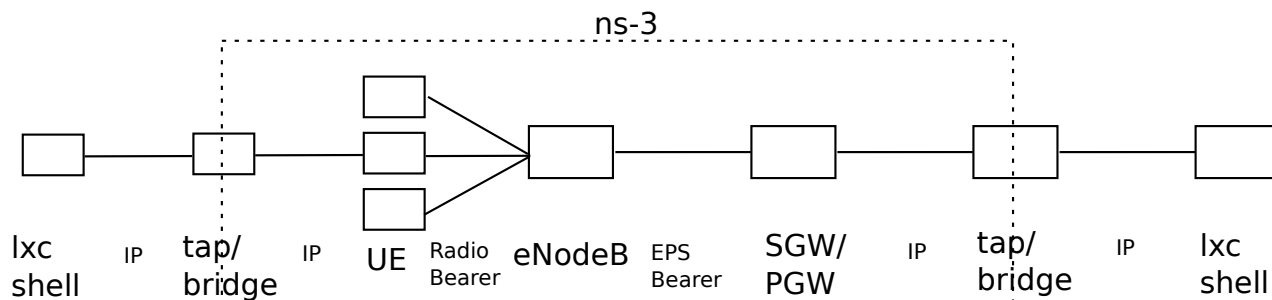 ns-3
lxc
shell
IP
tap/
bridge
IP
UE
Radio
Bearer
eNodeB
EPS
Bearer
SGW/
PGW
IP
tap/
bridge
IP
lxc
shell